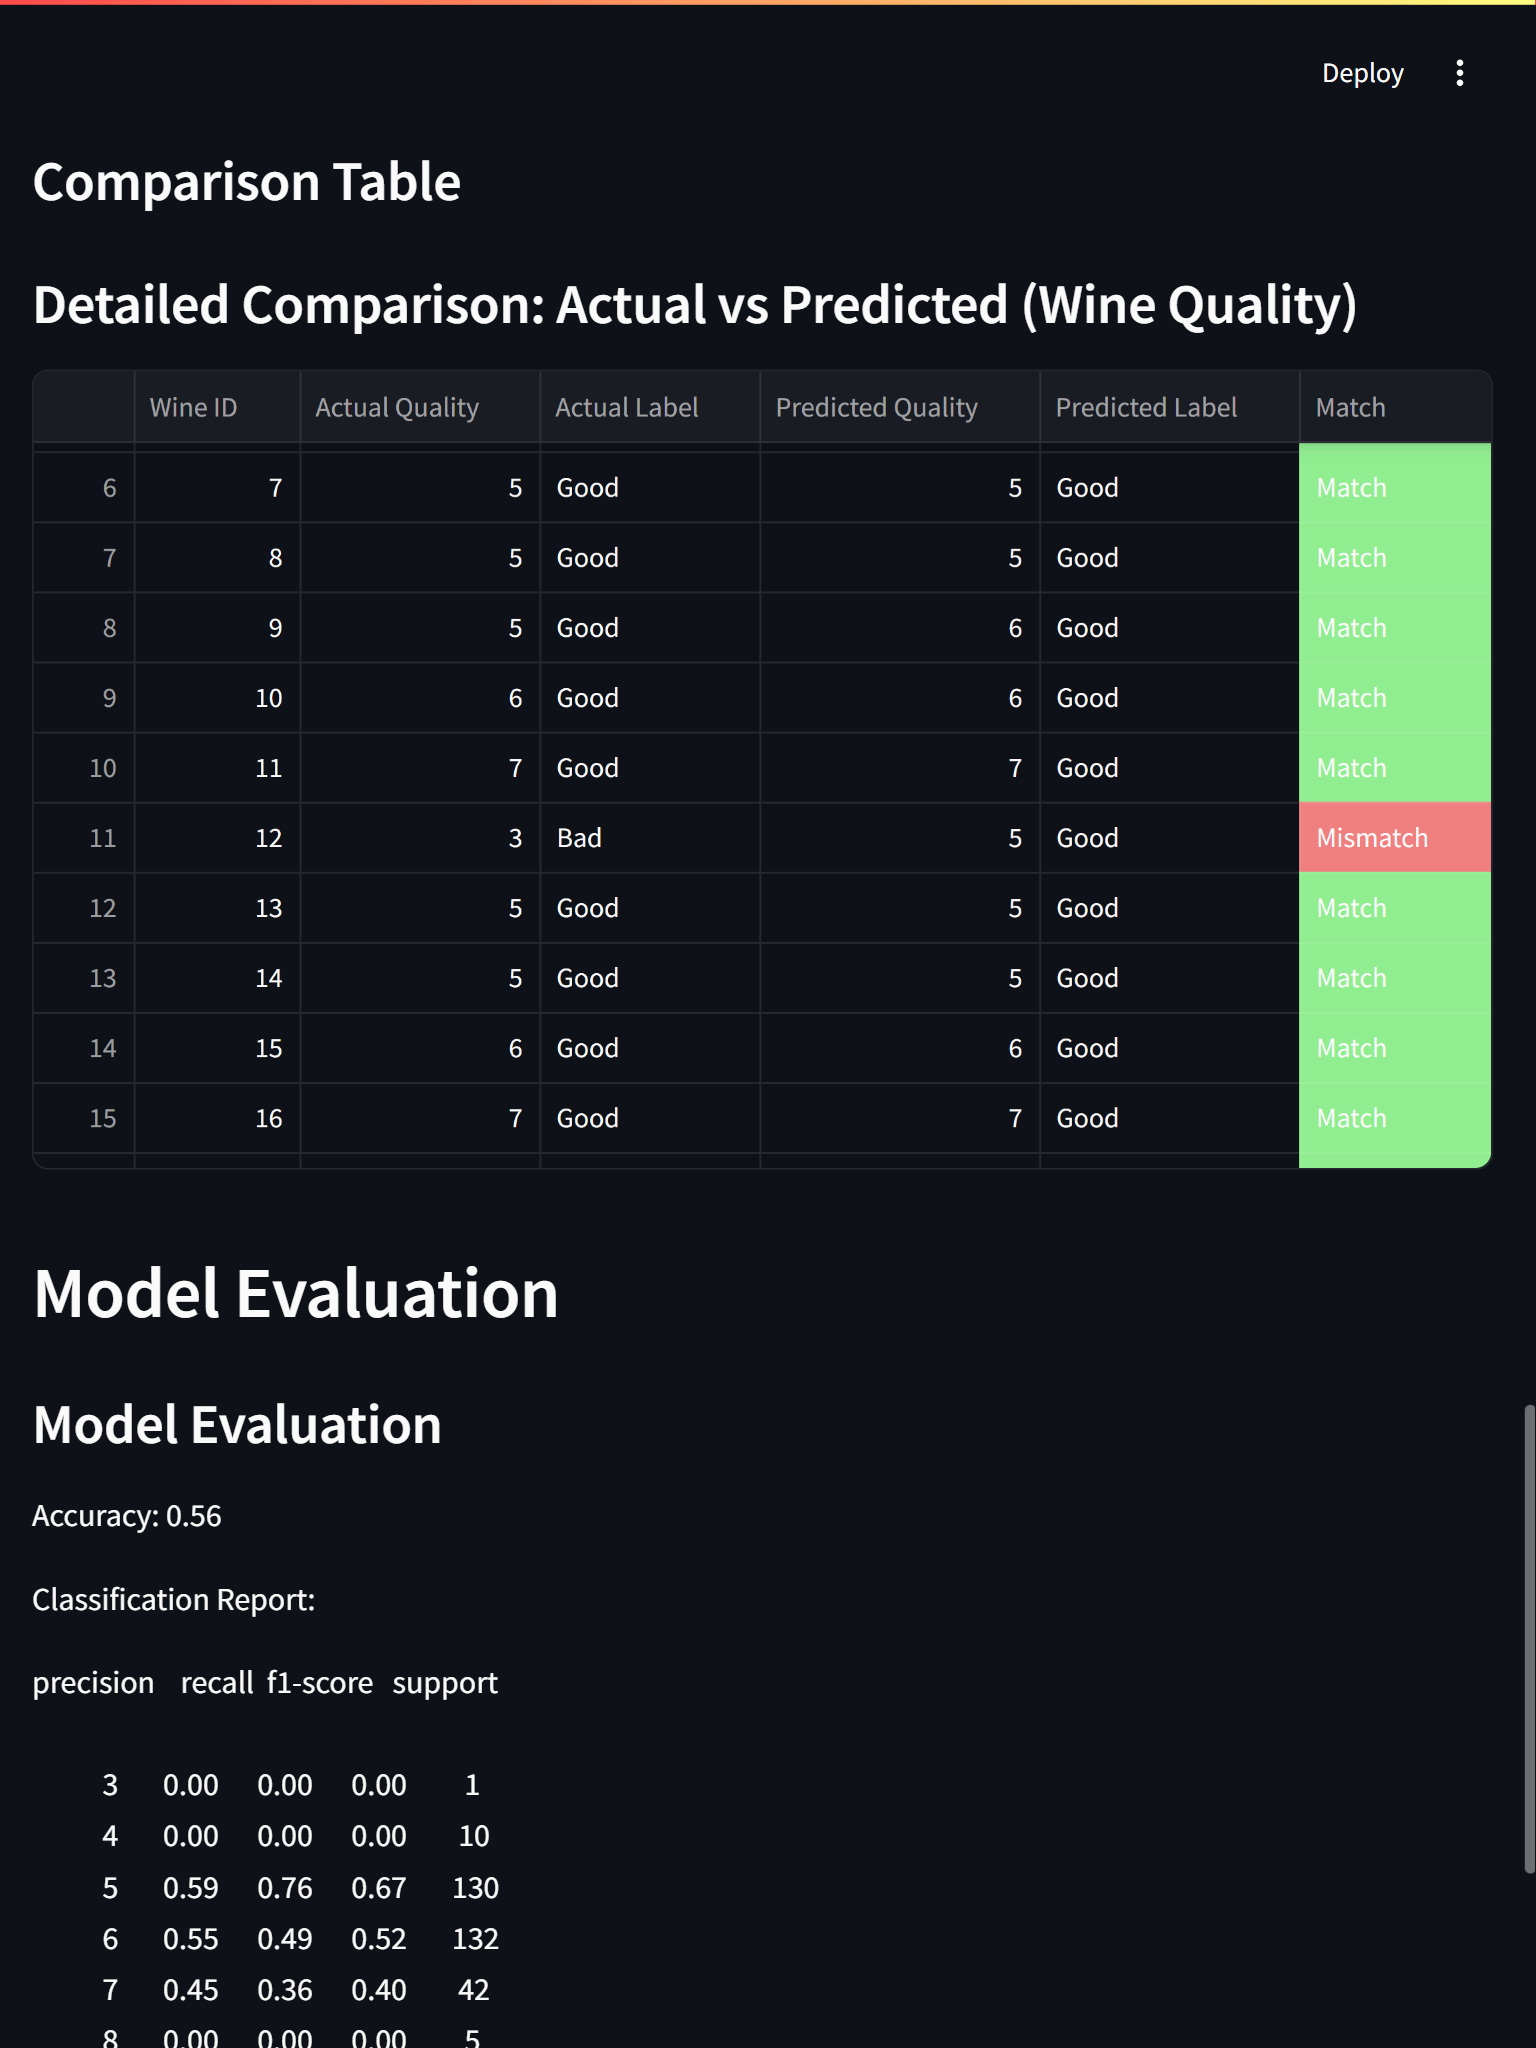 Deploy
Comparison Table
Detailed Comparison: Actual vs Predicted (Wine Quality)
Wine ID Actual Quality Actual Label Predicted Quality Predicted Label Match
6 7 5 Good 5 Good Match
7 8 5 Good 5 Good Match
8 9 5 Good 6 Good Match
9 10 6 Good 6 Good Match
10 11 7 Good 7 Good Match
11 12 3 Bad 5 Good Mismatch
12 13 5 Good 5 Good Match
13 14 5 Good 5 Good Match
14 15 6 Good 6 Good Match
15 16 7 Good 7 Good Match
Model Evaluation
Model Evaluation
Accuracy: 0.56
Classification Report:
precision recall f1-score support
3 0.00 0.00 0.00 1
4 0.00 0.00 0.00 10
5 0.59 0.76 0.67 130
6 0.55 0.49 0.52 132
7 0.45 0.36 0.40 42
8 0.00 0.00 0.00 5